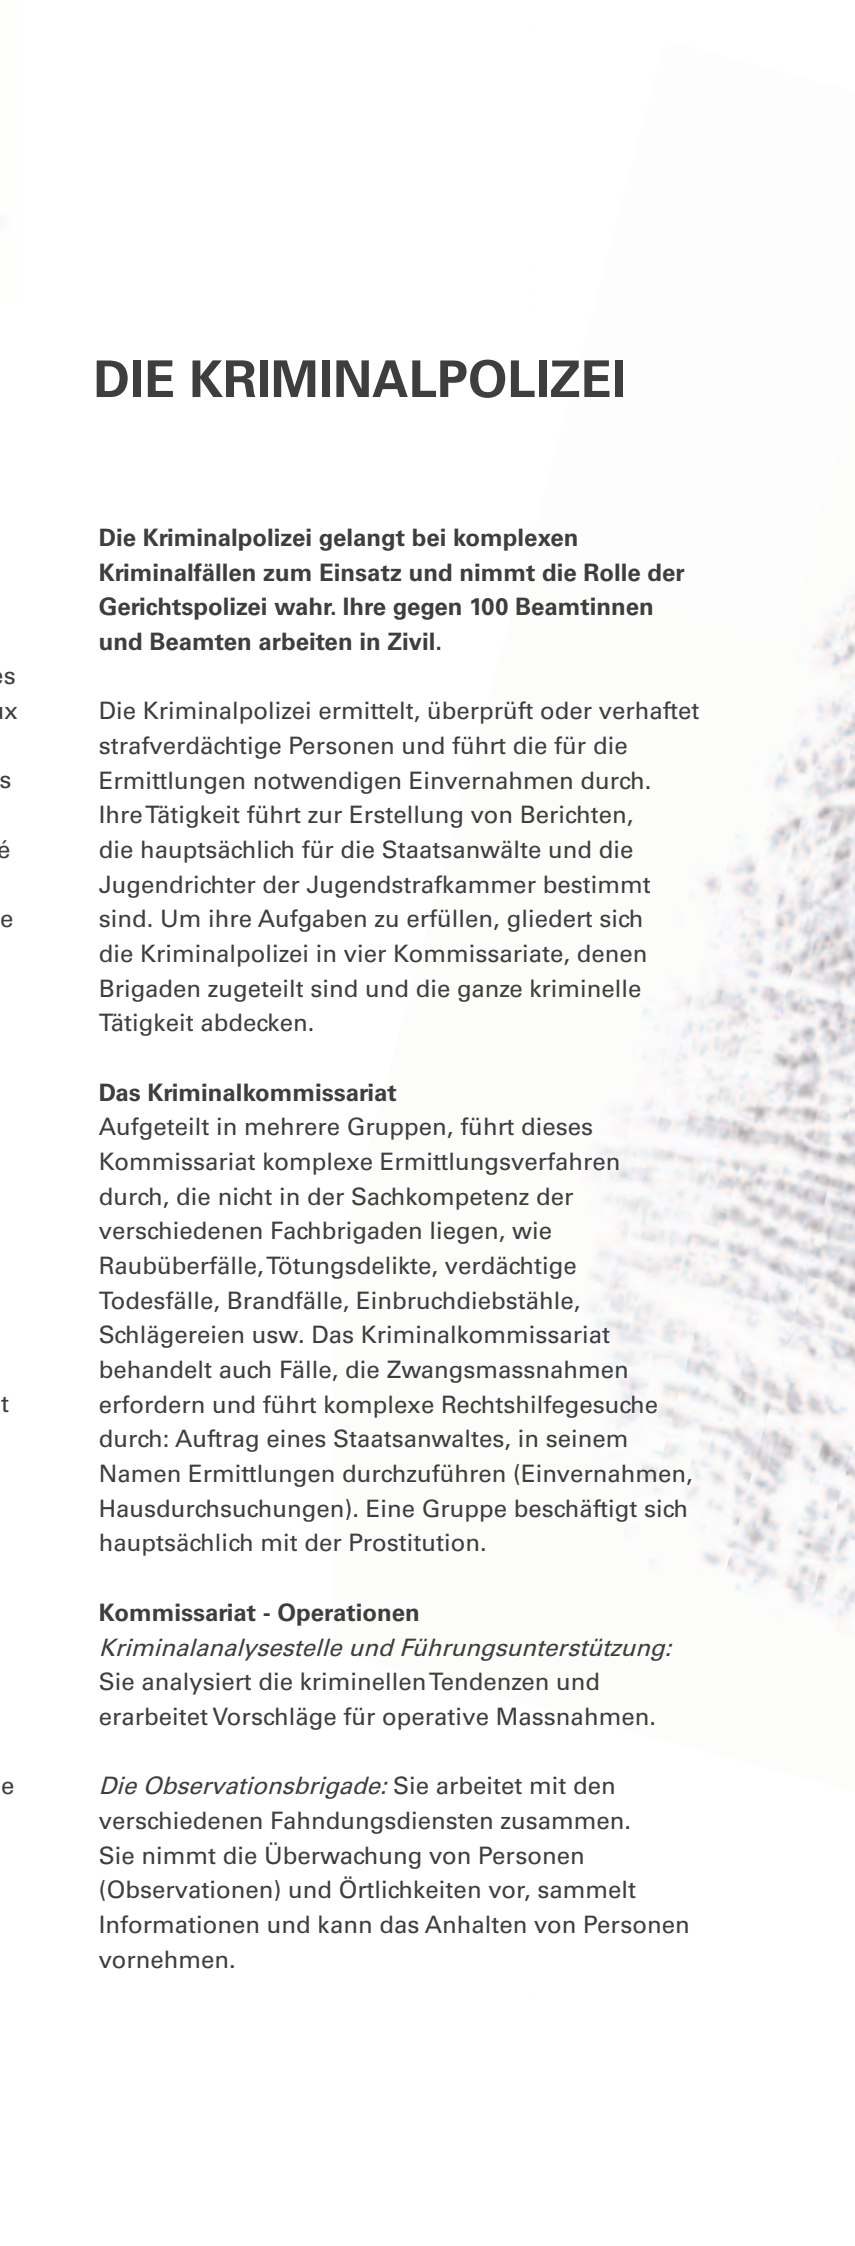 DIE KRIMINALPOLIZEI
Die Kriminalpolizei gelangt bei komplexen
Kriminalfällen zum Einsatz und nimmt die Rolle der
Gerichtspolizei wahr. Ihre gegen 100 Beamtinnen
und Beamten arbeiten in Zivil.
Die Kriminalpolizei ermittelt, überprüft oder verhaftet
strafverdächtige Personen und führt die für die
Ermittlungen notwendigen Einvernahmen durch.
Ihre Tätigkeit führt zur Erstellung von Berichten,
die hauptsächlich für die Staatsanwälte und die
Jugendrichter der Jugendstrafkammer bestimmt
sind. Um ihre Aufgaben zu erfüllen, gliedert sich
die Kriminalpolizei in vier Kommissariate, denen
Brigaden zugeteilt sind und die ganze kriminelle
Tätigkeit abdecken.
Das Kriminalkommissariat
Aufgeteilt in mehrere Gruppen, führt dieses
Kommissariat komplexe Ermittlungsverfahren
durch, die nicht in der Sachkompetenz der
verschiedenen Fachbrigaden liegen, wie
Raubüberfälle, Tötungsdelikte, verdächtige
Todesfälle, Brandfälle, Einbruchdiebstähle,
Schlägereien usw. Das Kriminalkommissariat
behandelt auch Fälle, die Zwangsmassnahmen
erfordern und führt komplexe Rechtshilfegesuche
durch: Auftrag eines Staatsanwaltes, in seinem
Namen Ermittlungen durchzuführen (Einvernahmen,
Hausdurchsuchungen). Eine Gruppe beschäftigt sich
hauptsächlich mit der Prostitution.
Kommissariat - Operationen
Kriminalanalysestelle und Führungsunterstützung:
Sie analysiert die kriminellen Tendenzen und
erarbeitet Vorschläge für operative Massnahmen.
Die Observationsbrigade: Sie arbeitet mit den
verschiedenen Fahndungsdiensten zusammen.
Sie nimmt die Überwachung von Personen
(Observationen) und Örtlichkeiten vor, sammelt
Informationen und kann das Anhalten von Personen
vornehmen.